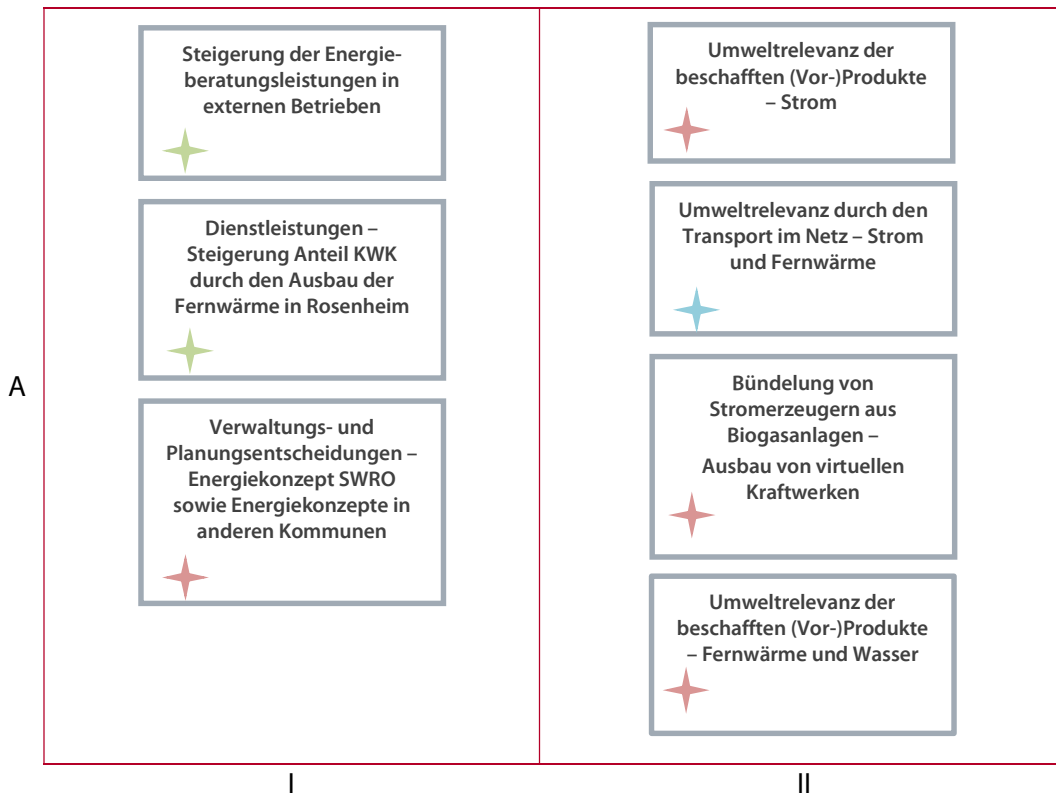 Steigerung der Energie-
beratungsleistungen in
externen Betrieben
Dienstleistungen –
Steigerung Anteil KWK
durch den Ausbau der
Fernwärme in Rosenheim
Verwaltungs- und
Planungsentscheidungen –
Energiekonzept SWRO
sowie Energiekonzepte in
anderen Kommunen
Umweltrelevanz der
beschafften (Vor-)Produkte
– Strom
Umweltrelevanz durch den
Transport im Netz – Strom
und Fernwärme
Bündelung von
Stromerzeugern aus
Biogasanlagen –
Ausbau von virtuellen
Kraftwerken
Umweltrelevanz der
beschafften (Vor-)Produkte
– Fernwärme und Wasser
A
I
II